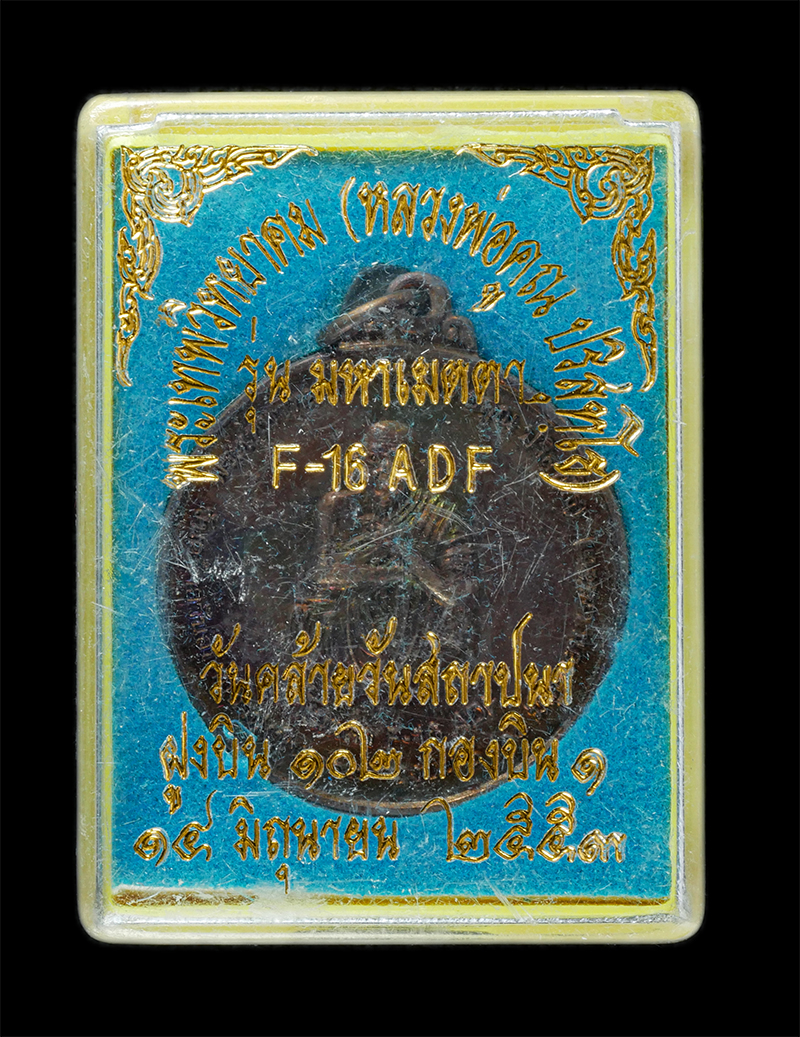 พระเทพวิทยาคม (หลวงพ่อคูณ ปริสุทฺโธ)
รุ่น มหาเมตตา
F-16 ADF
วันคล้ายวันสถาปนา
ฝูงบิน ๑๐๒ กองบิน ๑
๑๔ มิถุนายน ๒๕๕๓